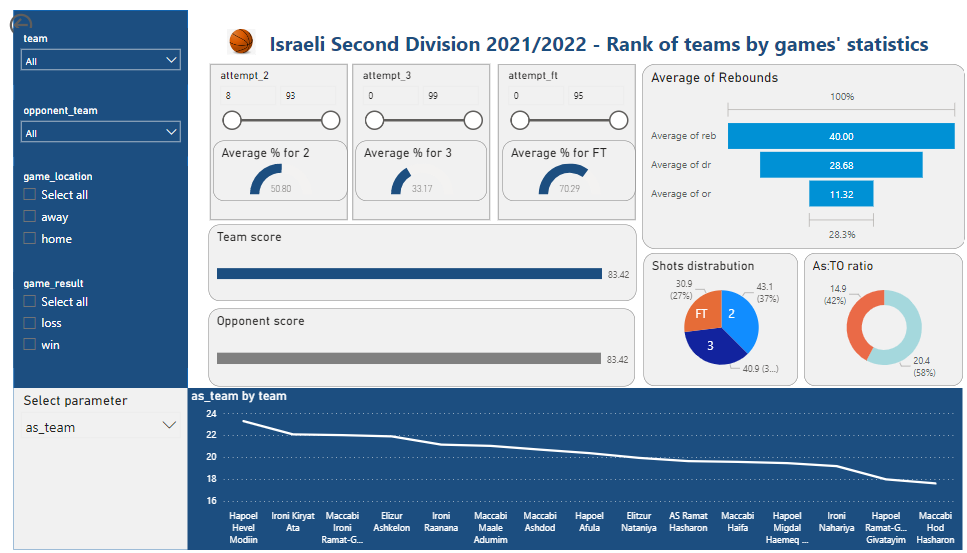 Israeli Second Division 2021/2022 - Rank of teams by games' statistics
team
All
opponent_team
All
game_location
Select all
away
home
game_result
Select all
loss
win
Select parameter
as_team
attempt_2
8 93
Average % for 2
50.80
attempt_3
0 99
Average % for 3
33.17
attempt_ft
0 95
Average % for FT
70.29
Average of Rebounds
100%
Average of reb 40.00
Average of dr 28.68
Average of or 11.32
28.3%
Team score
83.42
Opponent score
83.42
Shots distrabution
30.9
(27%)
43.1
(37%)
FT 2
3
40.9 (3...)
As:TO ratio
14.9
(42%)
20.4
(58%)
as_team by team
24
22
20
18
16
Hapoel
Hevel
Modiin
Ironi Kiryat
Ata
Maccabi
Ironi
Ramat-G...
Elizur
Ashkelon
Ironi
Raanana
Maccabi
Maale
Adumim
Maccabi
Ashdod
Hapoel
Afula
Elitzur
Nataniya
AS Ramat
Hasharon
Maccabi
Haifa
Hapoel
Migdal
Haemeq ...
Ironi
Nahariya
Hapoel
Ramat-G...
Givatayim
Maccabi
Hod
Hasharon